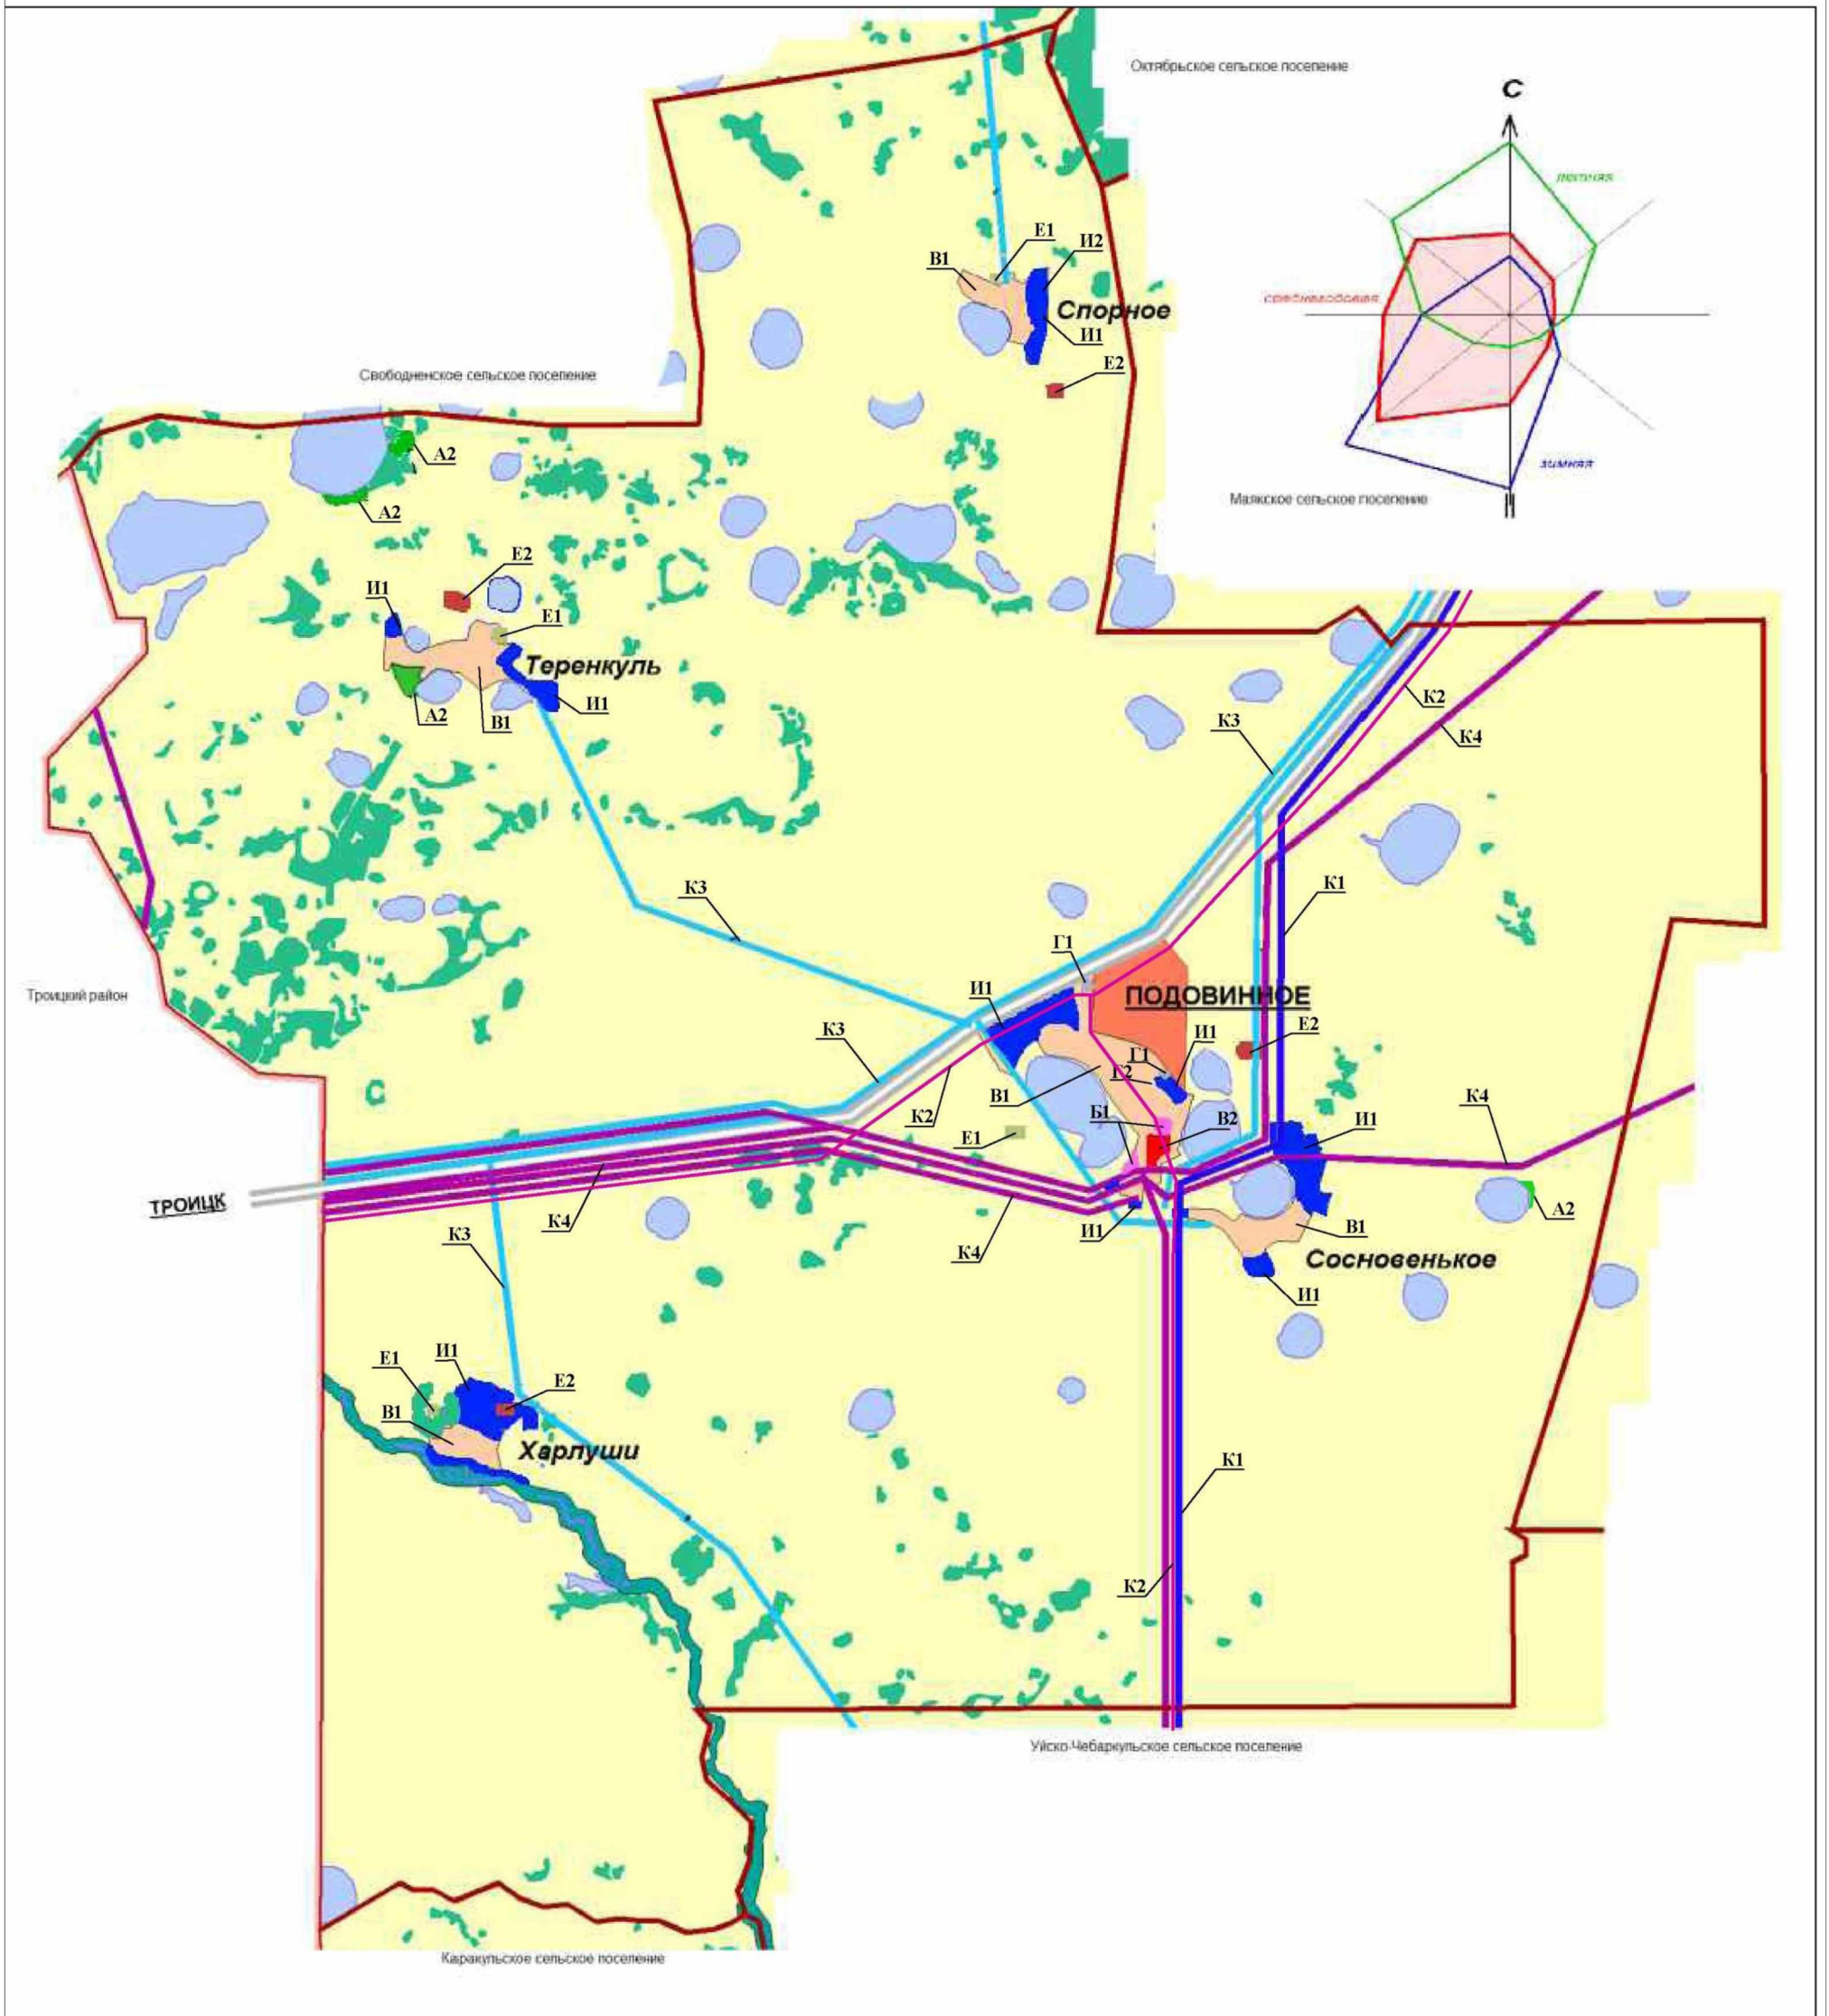 Октябрьское сельское поселение
С
летняя
Е1
И2
В1
Спорное
среднегодовая
И1
Е2
Свободненское сельское поселение
А2
зимняя
Маякское сельское поселение
А2
Е2
И1
Е1
Теренкуль
К2
И1
А2
В1
К3
К4
К3
К1
Г1
Троицкий район
И1
ПОДОВИННОЕ
Е2
К3
И1
Г1
Г2
В1
К4
К2
Б1
В2
И1
Е1
ТРОИЦК
К4
А2
К3
И1
В1
К4
Сосновенькое
И1
И1
Е1
Е2
В1
Харлуши
К1
К2
Уйско-Чебаркульское сельское поселение
Каракульское сельское поселение